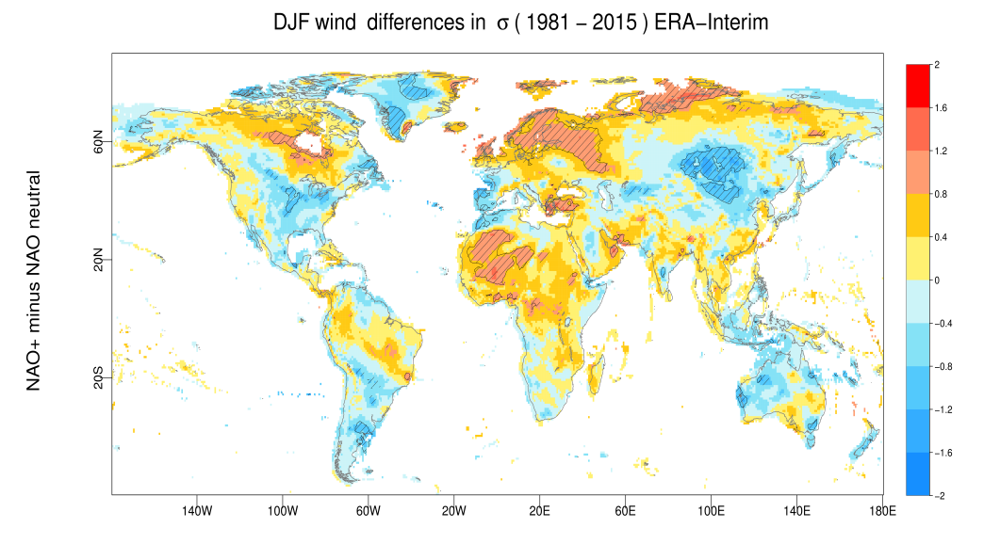 DJF wind differences in σ ( 1981 − 2015 ) ERA−Interim
NAO+ minus NAO neutral
60N
20N
20S
140W 100W 60W 20W 20E 60E 100E 140E 180E
2
1.6
1.2
0.8
0.4
0
−0.4
−0.8
−1.2
−1.6
−2